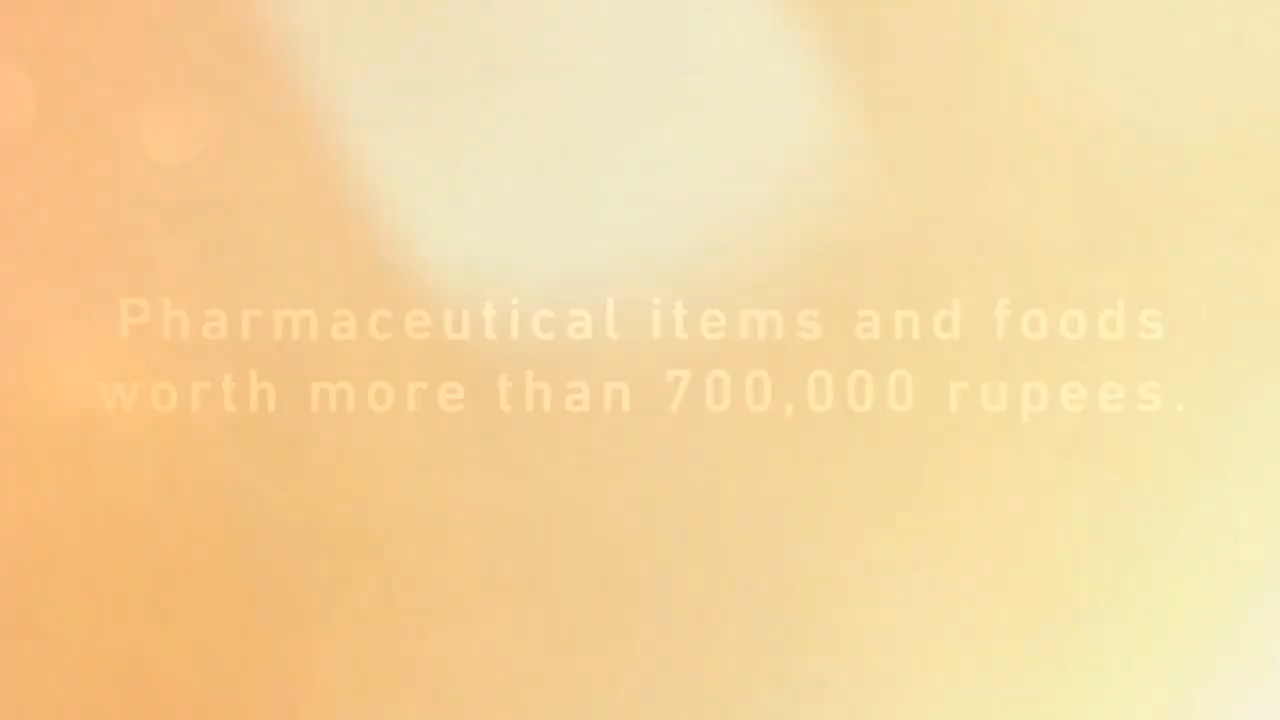 Pharmaceutical items and foods
worth more than 700,000 rupees.